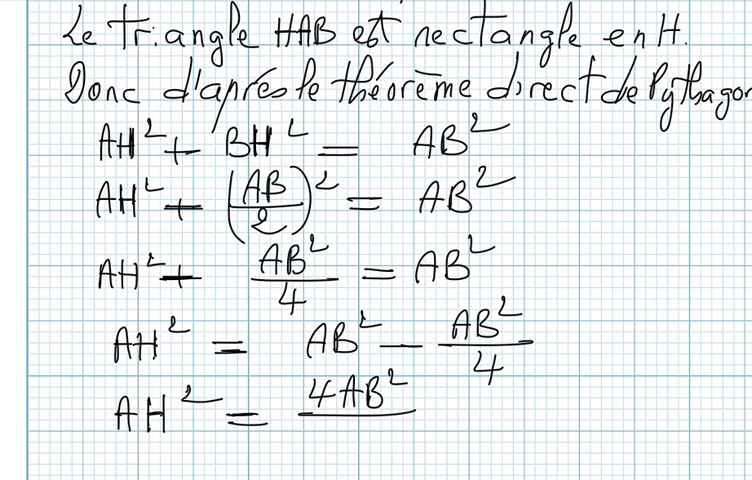 Le triangle HAB est rectangle en H.
Donc d'après le théorème direct de Pythagor
AH² + BH² = AB²
AH² + (AB/2)² = AB²
AH² + AB²/4 = AB²
AH² = AB² - AB²/4
AH² = 4AB²